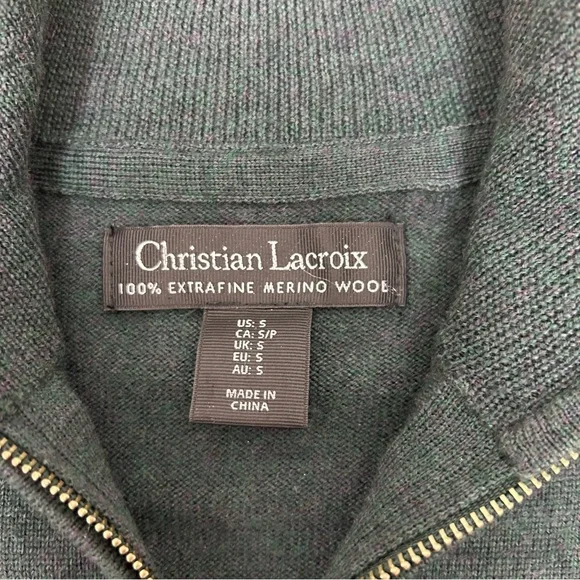 Christian Lacroix
100% EXTRAFINE MERINO WOOL
US: S
CA: S/P
UK: S
EU: S
AU: S
MADE IN
CHINA